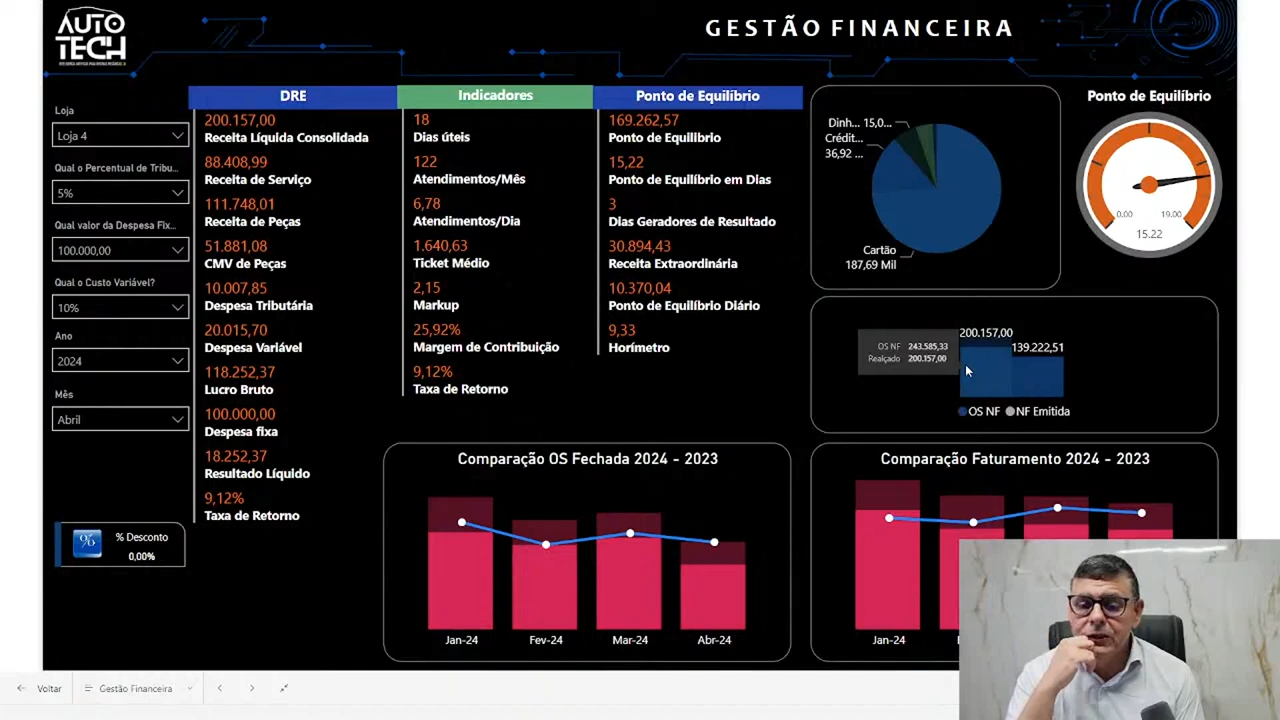 AUTO
TECH
GESTÃO FINANCEIRA
Loja
Loja 4
Qual o Percentual de Tribu...
5%
Qual valor da Despesa Fix...
100.000,00
Qual o Custo Variável?
10%
Ano
2024
Mês
Abril
% Desconto
0,00%
DRE
200.157,00
Receita Líquida Consolidada
88.408,99
Receita de Serviço
111.748,01
Receita de Peças
51.881,08
CMV de Peças
10.007,85
Despesa Tributária
20.015,70
Despesa Variável
118.252,37
Lucro Bruto
100.000,00
Despesa fixa
18.252,37
Resultado Líquido
9,12%
Taxa de Retorno
Indicadores
18
Dias úteis
122
Atendimentos/Mês
6,78
Atendimentos/Dia
1.640,63
Ticket Médio
2,15
Markup
25,92%
Margem de Contribuição
9,12%
Taxa de Retorno
Ponto de Equilíbrio
169.262,57
Ponto de Equilíbrio
15,22
Ponto de Equilíbrio em Dias
3
Dias Geradores de Resultado
30.894,43
Receita Extraordinária
10.370,04
Ponto de Equilíbrio Diário
9,33
Horímetro
Dinh... 15,0...
Crédit...
36,92 ...
Cartão
187,69 Mil
Ponto de Equilíbrio
0.00
19.00
15.22
OS NF 243.585,33
Realçado 200.157,00
200.157,00
139.222,51
OS NF NF Emitida
Comparação OS Fechada 2024 - 2023
Jan-24
Fev-24
Mar-24
Abr-24
Comparação Faturamento 2024 - 2023
Jan-24
Voltar
Gestão Financeira